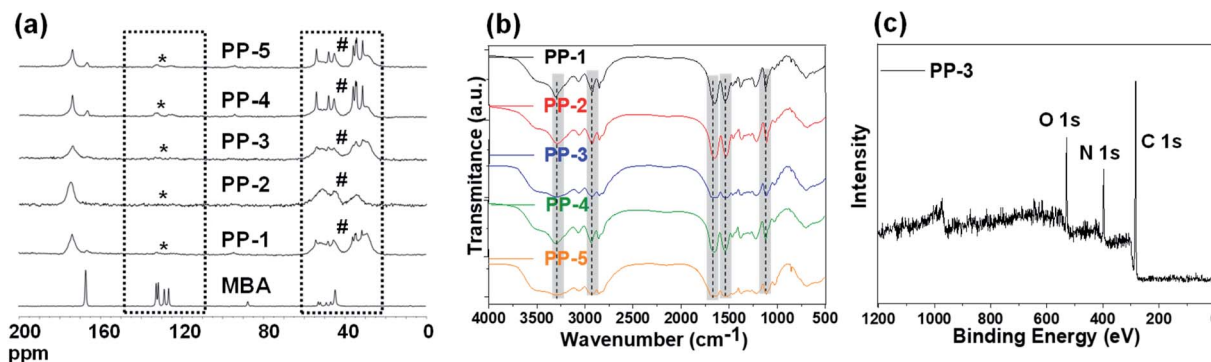 (a)
PP-5
*
#
PP-4
*
#
PP-3
*
#
PP-2
*
#
PP-1
*
#
MBA
200 160 120 80 40 0
ppm
(b)
PP-1
PP-2
PP-3
PP-4
PP-5
Transmitance (a.u.)
4000 3500 3000 2500 2000 1500 1000 500
Wavenumber (cm-1)
(c)
PP-3
O 1s
N 1s
C 1s
Intensity
1200 1000 800 600 400 200
Binding Energy (eV)